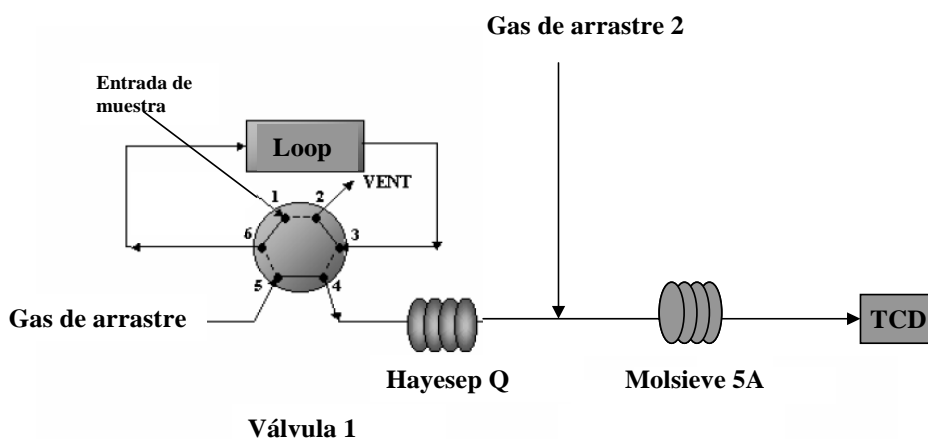 Gas de arrastre 2
Entrada de
muestra
Loop
VENT
1
2
6
3
5
4
Gas de arrastre
TCD
Hayesep Q
Molsieve 5A
Válvula 1